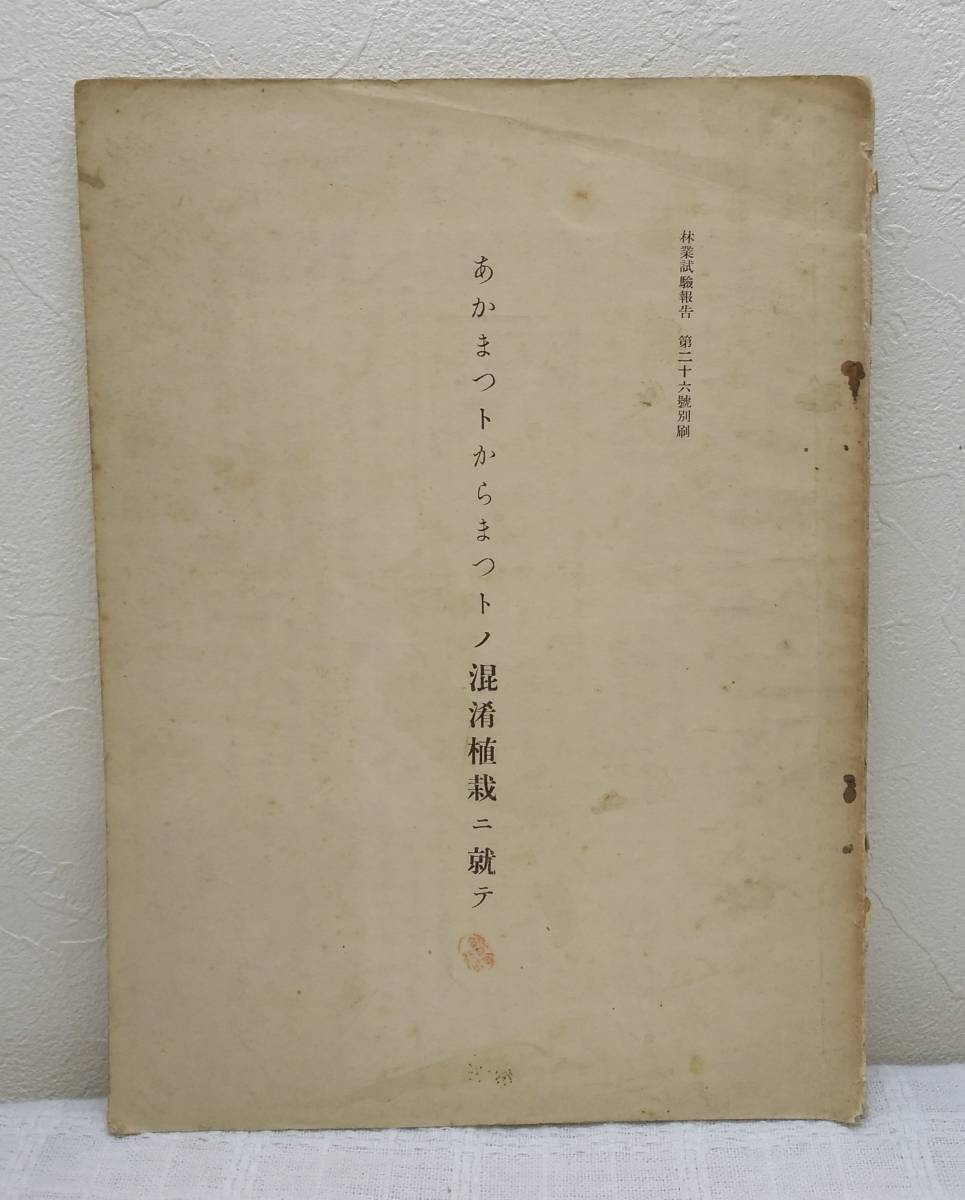 林業試驗報告　第二十六號別刷
あかまつトからまつトノ混淆植栽ニ就テ